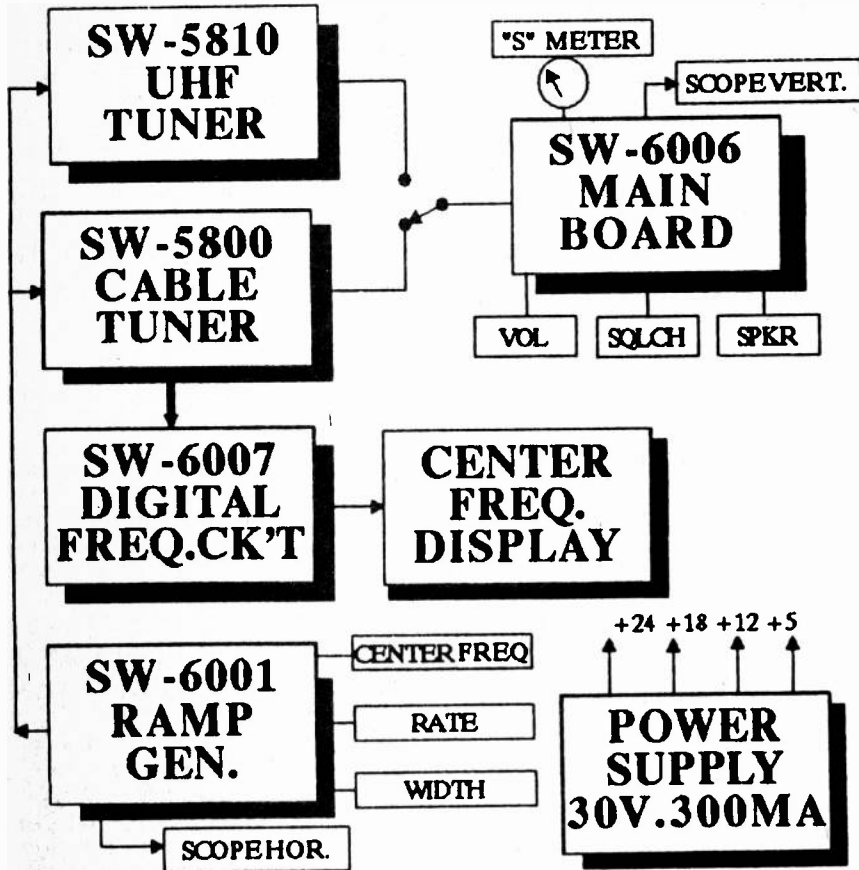 SW-5810
UHF
TUNER
"S" METER
SCOPE VERT.
SW-6006
MAIN
BOARD
SW-5800
CABLE
TUNER
VOL
SQLCH
SPKR
SW-6007
DIGITAL
FREQ.CK'T
CENTER
FREQ.
DISPLAY
SW-6001
RAMP
GEN.
CENTER FREQ
RATE
WIDTH
SCOPE HOR.
+24 +18 +12 +5
POWER
SUPPLY
30V.300MA